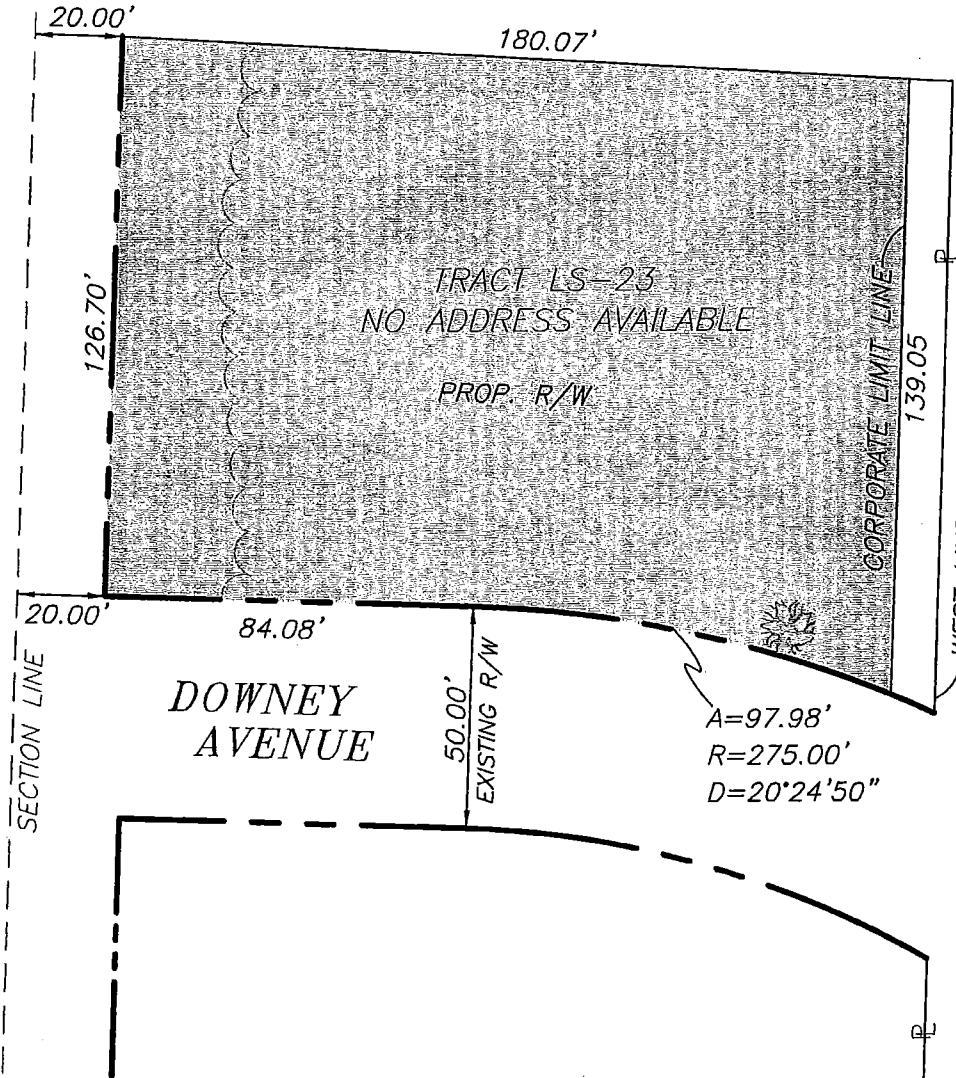 20.00'
180.07'
126.70'
TRACT LS-23
NO ADDRESS AVAILABLE
PROP. R/W
CORPORATE LIMIT LINE
139.05
20.00'
84.08'
SECTION LINE
DOWNEY
AVENUE
50.00'
EXISTING R/W
A=97.98'
R=275.00'
D=20°24'50"